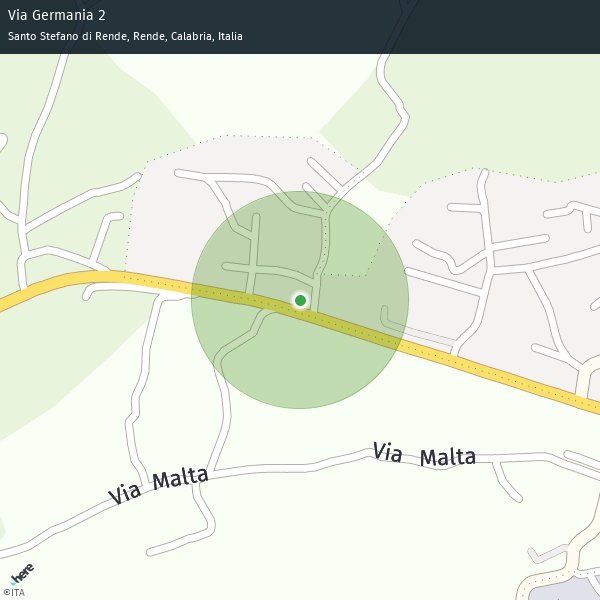 Via Germania 2
Santo Stefano di Rende, Rende, Calabria, Italia
Via Malta
Via Malta
here
©ITA